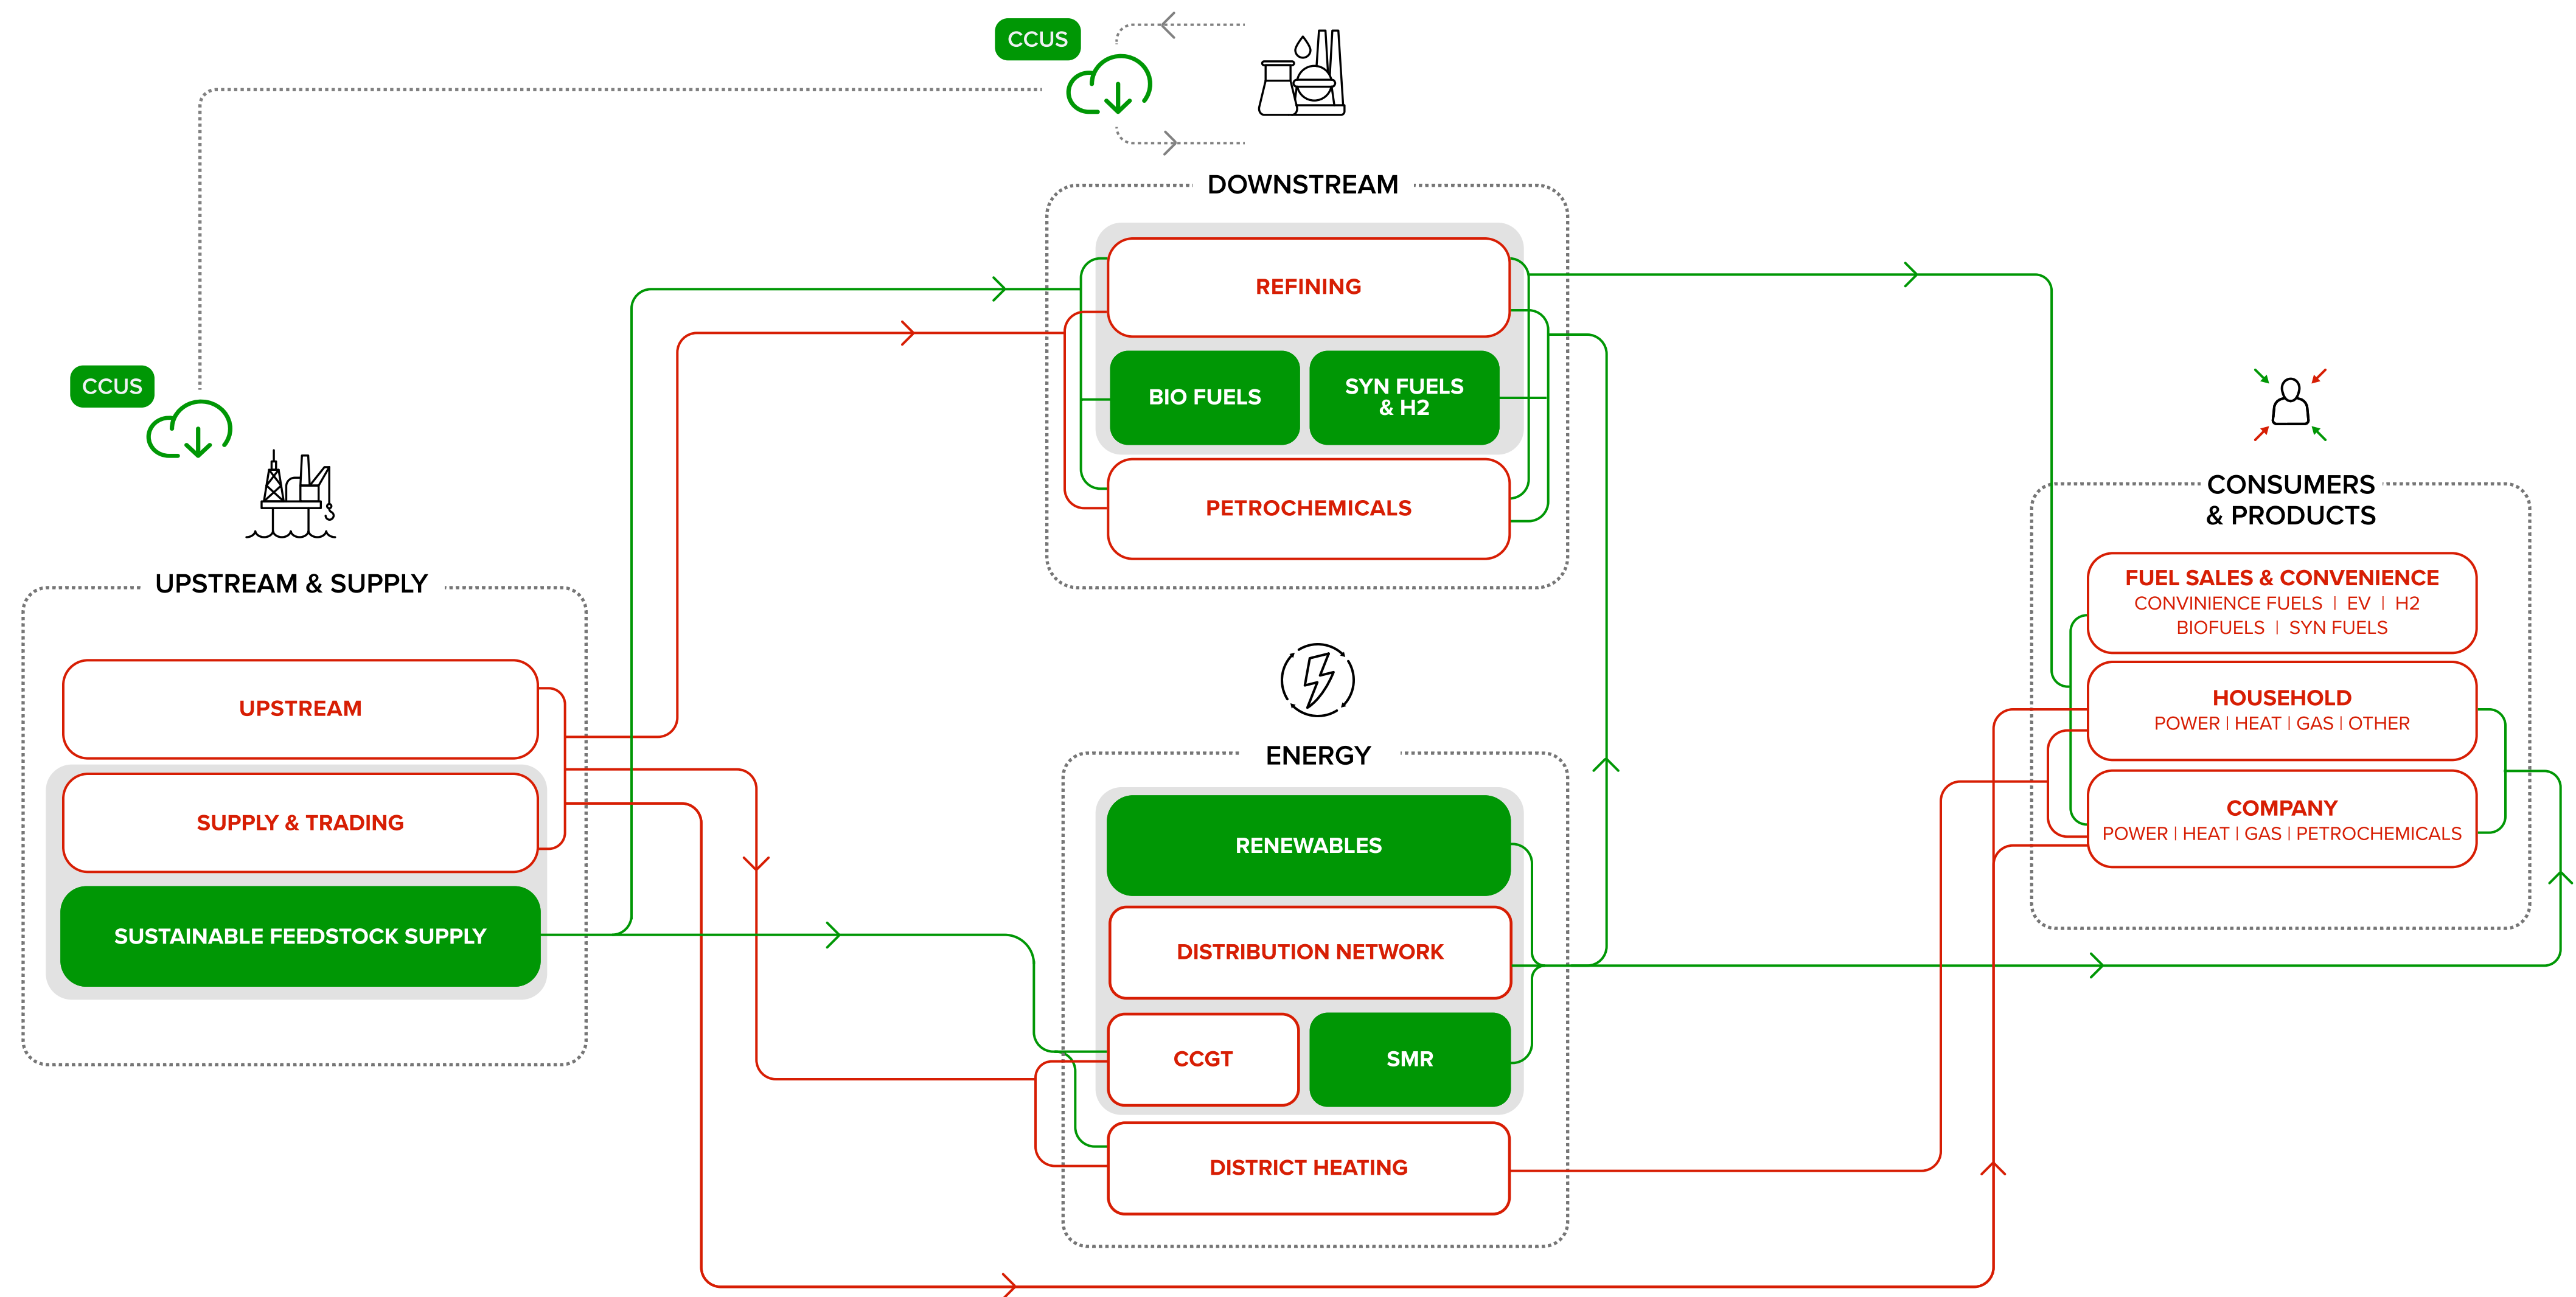 CCUS
DOWNSTREAM
REFINING
BIO FUELS
SYN FUELS
& H2
PETROCHEMICALS
CCUS
UPSTREAM & SUPPLY
UPSTREAM
SUPPLY & TRADING
SUSTAINABLE FEEDSTOCK SUPPLY
ENERGY
RENEWABLES
DISTRIBUTION NETWORK
CCGT
SMR
DISTRICT HEATING
CONSUMERS
& PRODUCTS
FUEL SALES & CONVENIENCE
CONVINIENCE FUELS | EV | H2
BIOFUELS | SYN FUELS
HOUSEHOLD
POWER | HEAT | GAS | OTHER
COMPANY
POWER | HEAT | GAS | PETROCHEMICALS